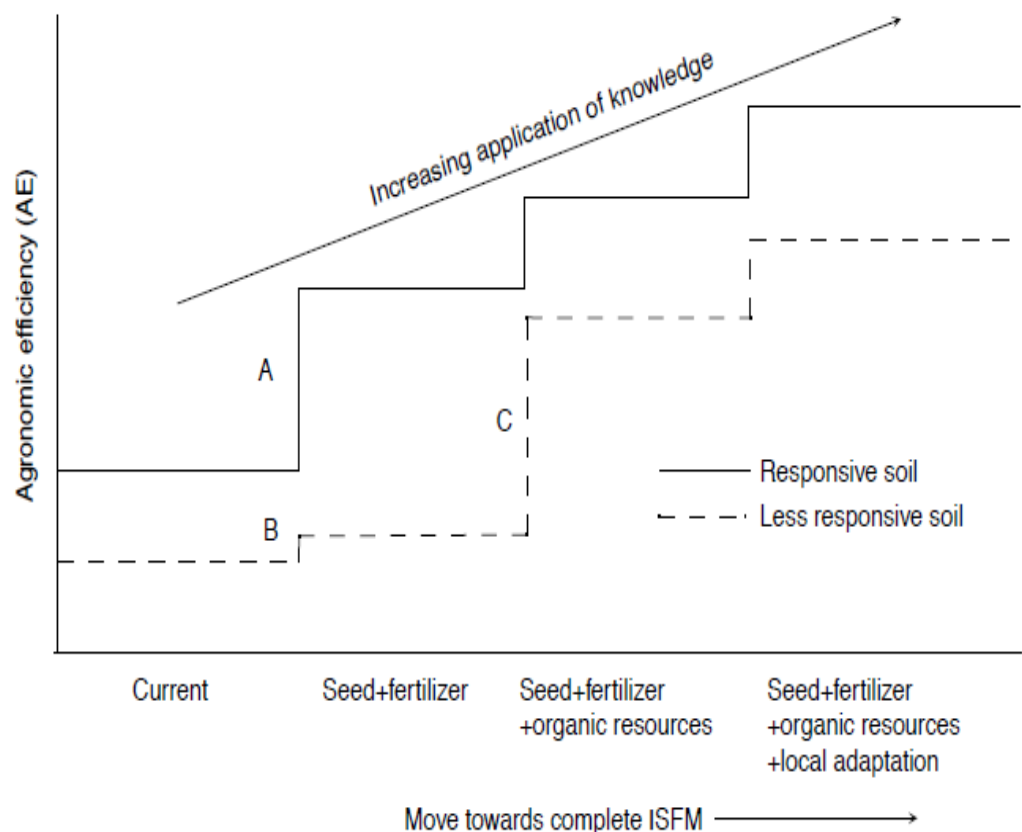 Increasing application of knowledge
Agronomic efficiency (AE)
A
C
B
Responsive soil
Less responsive soil
Current
Seed+fertilizer
Seed+fertilizer
+organic resources
Seed+fertilizer
+organic resources
+local adaptation
Move towards complete ISFM